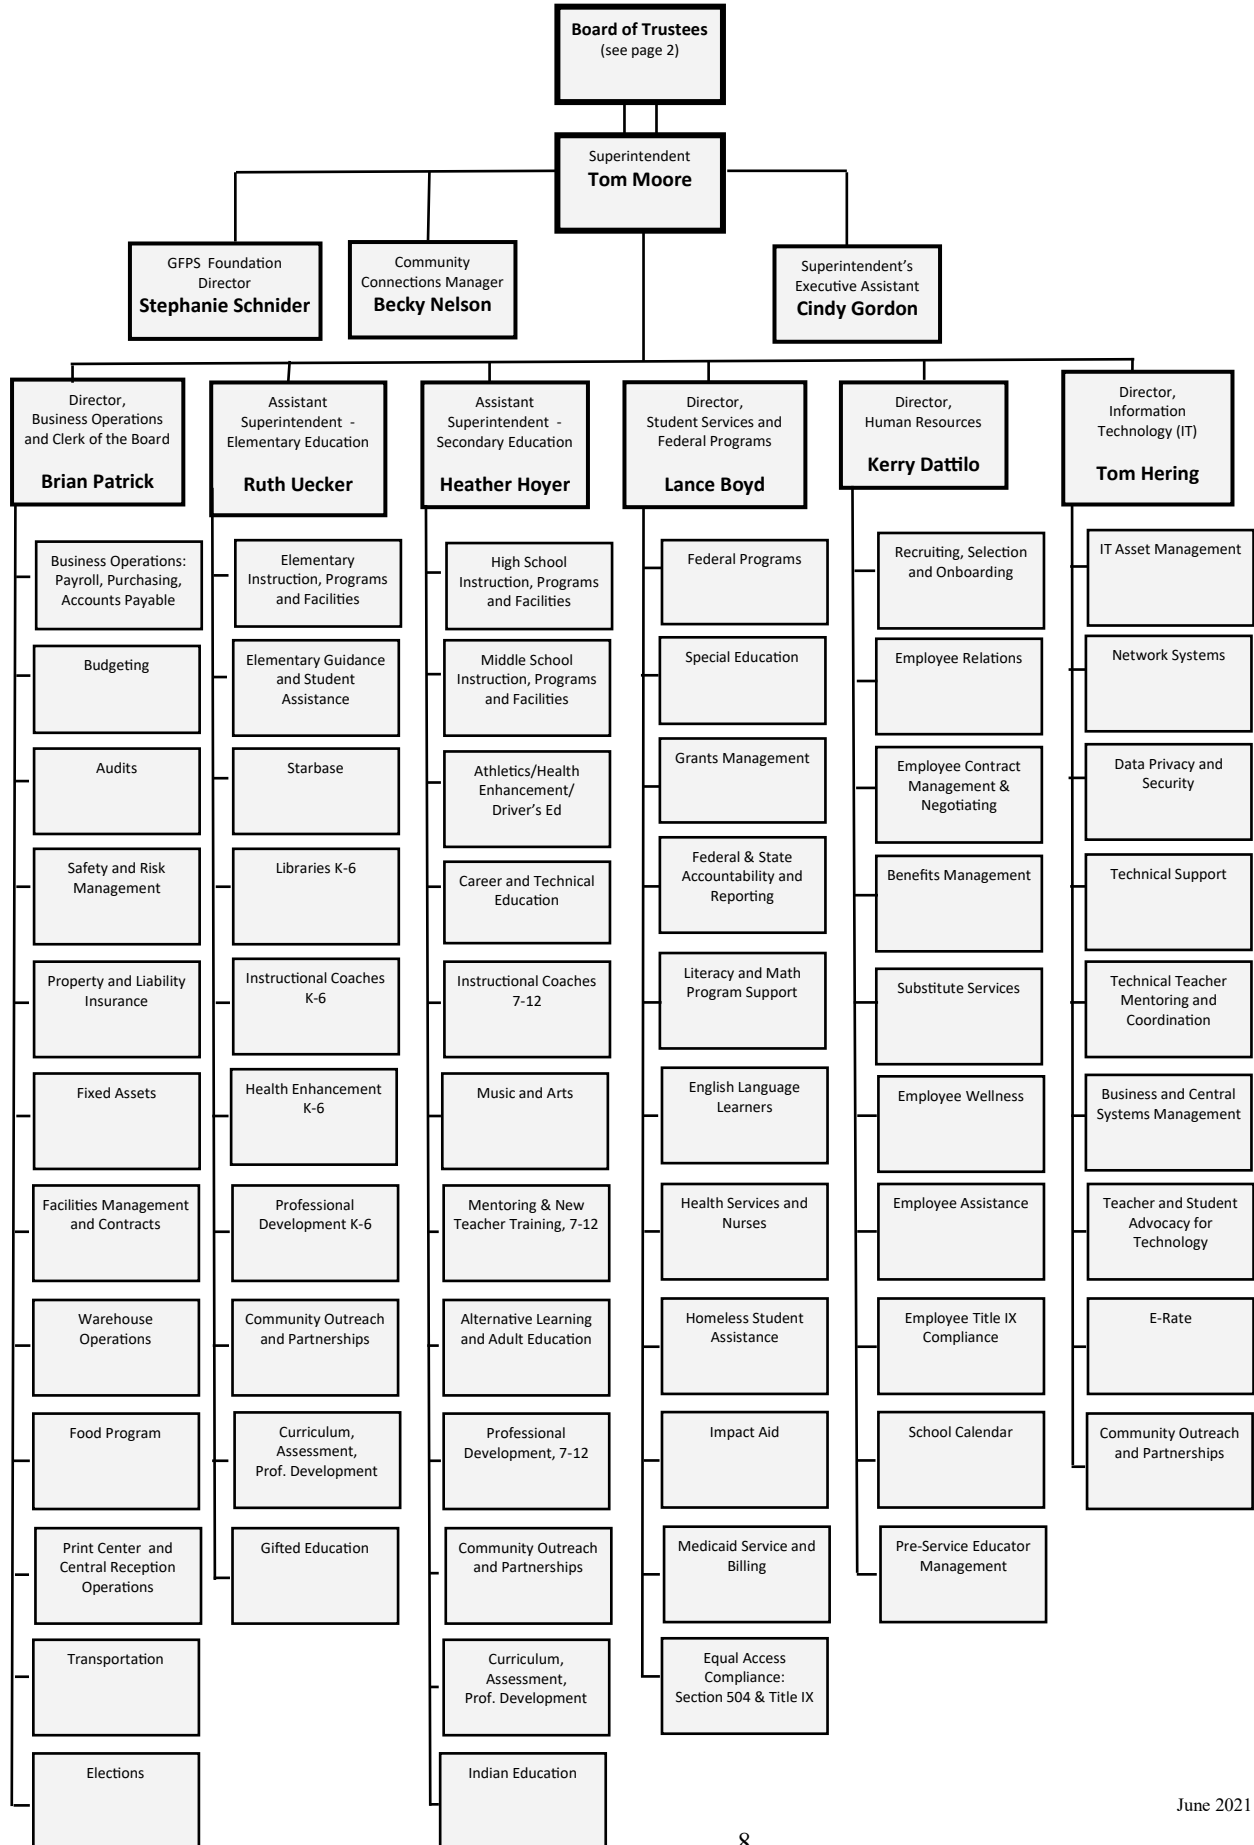 Board of Trustees
(see page 2)
Superintendent
Tom Moore
GFPS Foundation
Director
Stephanie Schnider
Community
Connections Manager
Becky Nelson
Superintendent's
Executive Assistant
Cindy Gordon
Director,
Business Operations
and Clerk of the Board
Brian Patrick
Business Operations:
Payroll, Purchasing,
Accounts Payable
Budgeting
Audits
Safety and Risk
Management
Property and Liability
Insurance
Fixed Assets
Facilities Management
and Contracts
Warehouse
Operations
Food Program
Print Center and
Central Reception
Operations
Transportation
Elections
Assistant
Superintendent -
Elementary Education
Ruth Uecker
Elementary
Instruction, Programs
and Facilities
Elementary Guidance
and Student
Assistance
Starbase
Libraries K-6
Instructional Coaches
K-6
Health Enhancement
K-6
Professional
Development K-6
Community Outreach
and Partnerships
Curriculum,
Assessment,
Prof. Development
Gifted Education
Assistant
Superintendent -
Secondary Education
Heather Hoyer
High School
Instruction, Programs
and Facilities
Middle School
Instruction, Programs
and Facilities
Athletics/Health
Enhancement/
Driver's Ed
Career and Technical
Education
Instructional Coaches
7-12
Music and Arts
Mentoring & New
Teacher Training, 7-12
Alternative Learning
and Adult Education
Professional
Development, 7-12
Community Outreach
and Partnerships
Curriculum,
Assessment,
Prof. Development
Indian Education
Director,
Student Services and
Federal Programs
Lance Boyd
Federal Programs
Special Education
Grants Management
Federal & State
Accountability and
Reporting
Literacy and Math
Program Support
English Language
Learners
Health Services and
Nurses
Homeless Student
Assistance
Impact Aid
Medicaid Service and
Billing
Equal Access
Compliance:
Section 504 & Title IX
Director,
Human Resources
Kerry Dattilo
Recruiting, Selection
and Onboarding
Employee Relations
Employee Contract
Management &
Negotiating
Benefits Management
Substitute Services
Employee Wellness
Employee Assistance
Employee Title IX
Compliance
School Calendar
Pre-Service Educator
Management
Director,
Information
Technology (IT)
Tom Hering
IT Asset Management
Network Systems
Data Privacy and
Security
Technical Support
Technical Teacher
Mentoring and
Coordination
Business and Central
Systems Management
Teacher and Student
Advocacy for
Technology
E-Rate
Community Outreach
and Partnerships
June 2021
8